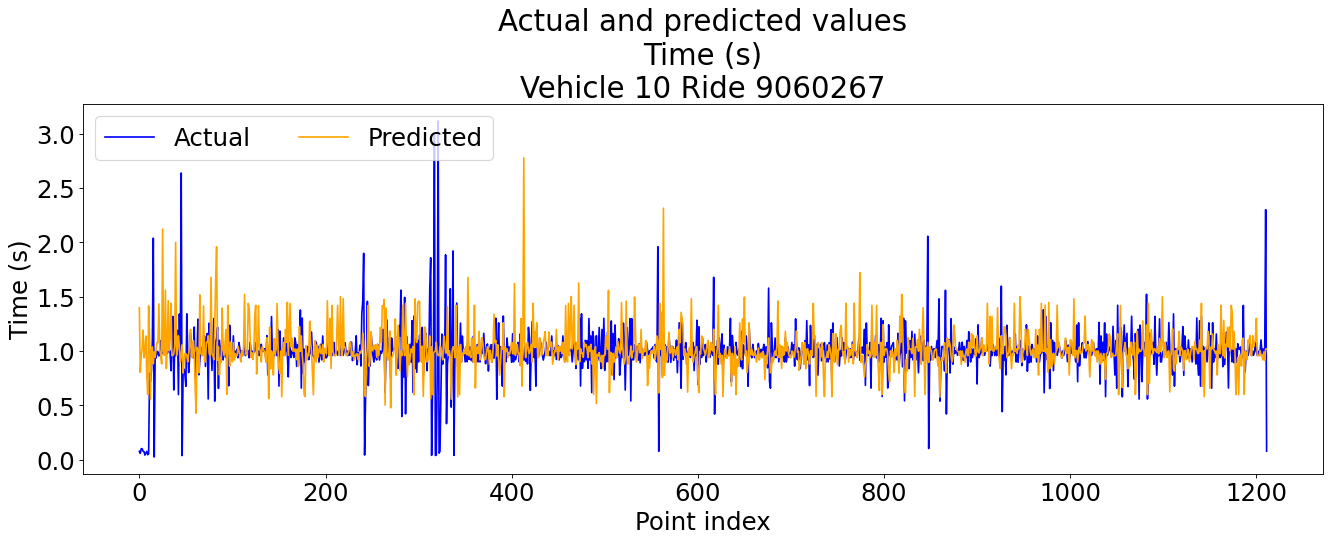 Actual and predicted values
Time (s)
Vehicle 10 Ride 9060267
Actual
Predicted
Time (s)
3.0
2.5
2.0
1.5
1.0
0.5
0.0
0
200
400
600
800
1000
1200
Point index